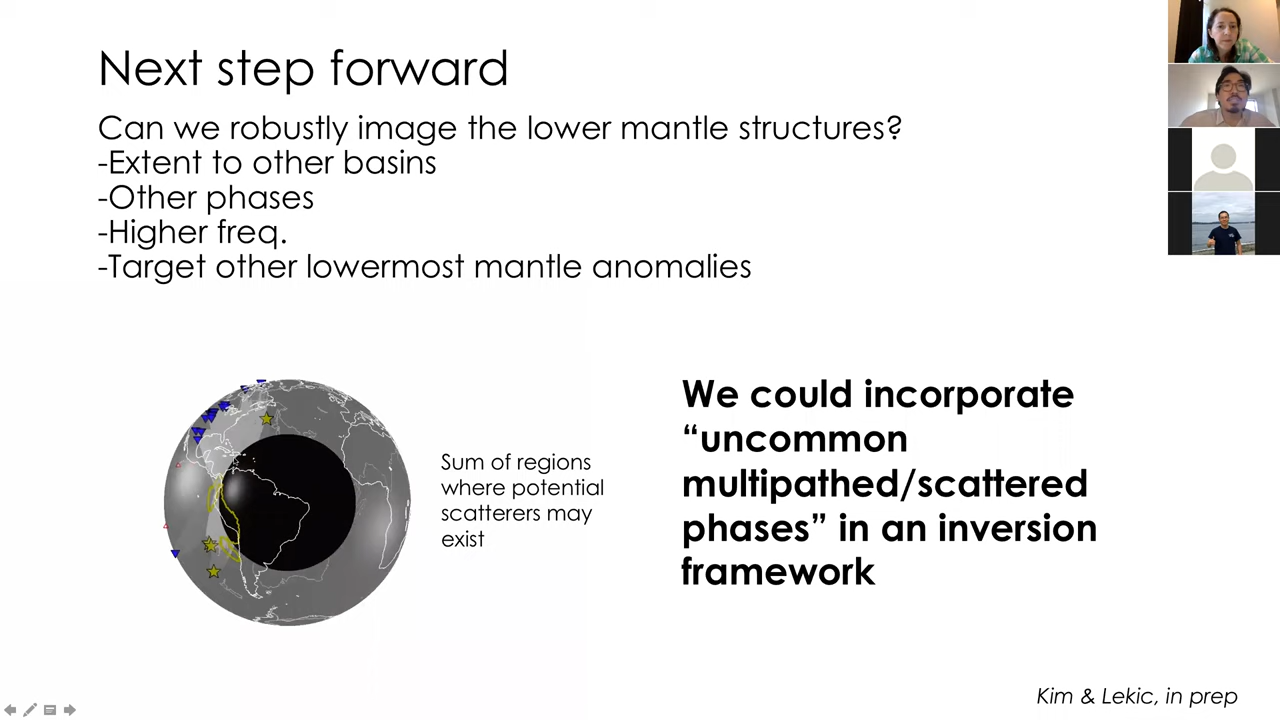 Next step forward
Can we robustly image the lower mantle structures?
-Extent to other basins
-Other phases
-Higher freq.
-Target other lowermost mantle anomalies
Sum of regions
where potential
scatterers may
exist
We could incorporate
“uncommon
multipathed/scattered
phases” in an inversion
framework
Kim & Lekic, in prep